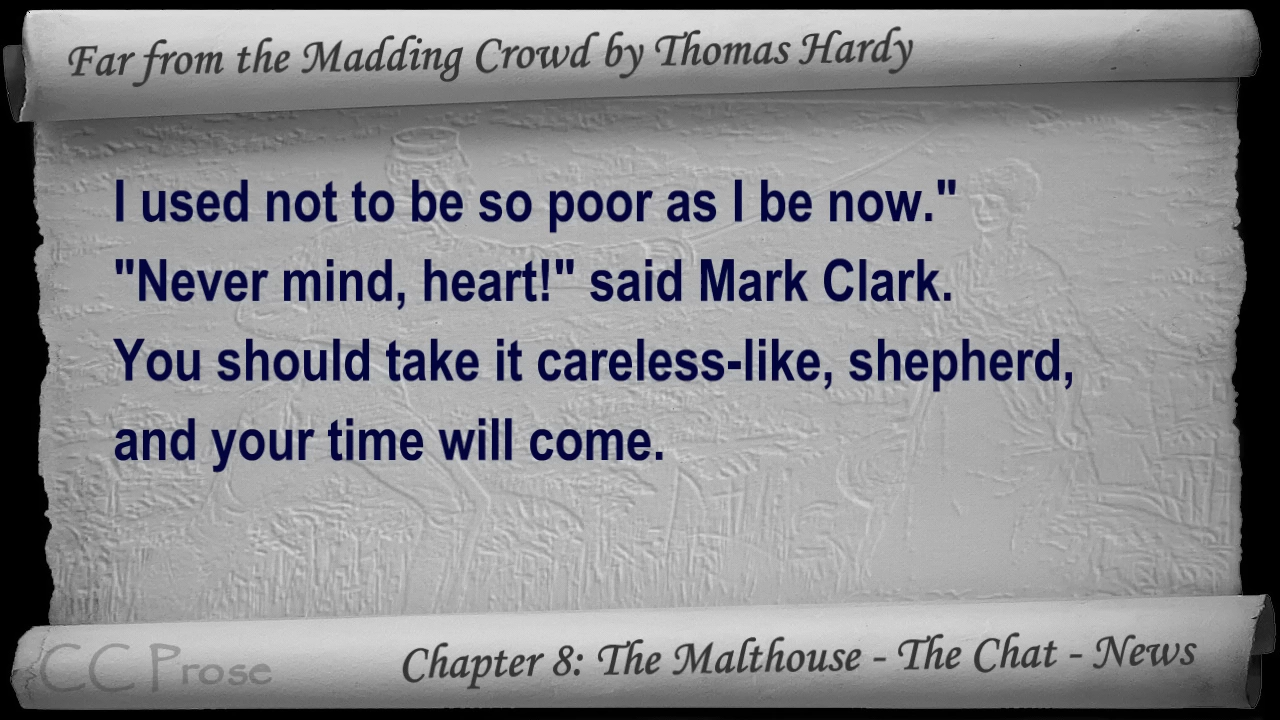 Far from the Madding Crowd by Thomas Hardy
I used not to be so poor as I be now."
"Never mind, heart!" said Mark Clark.
You should take it careless-like, shepherd,
and your time will come.
CC Prose
Chapter 8: The Malthouse - The Chat - News